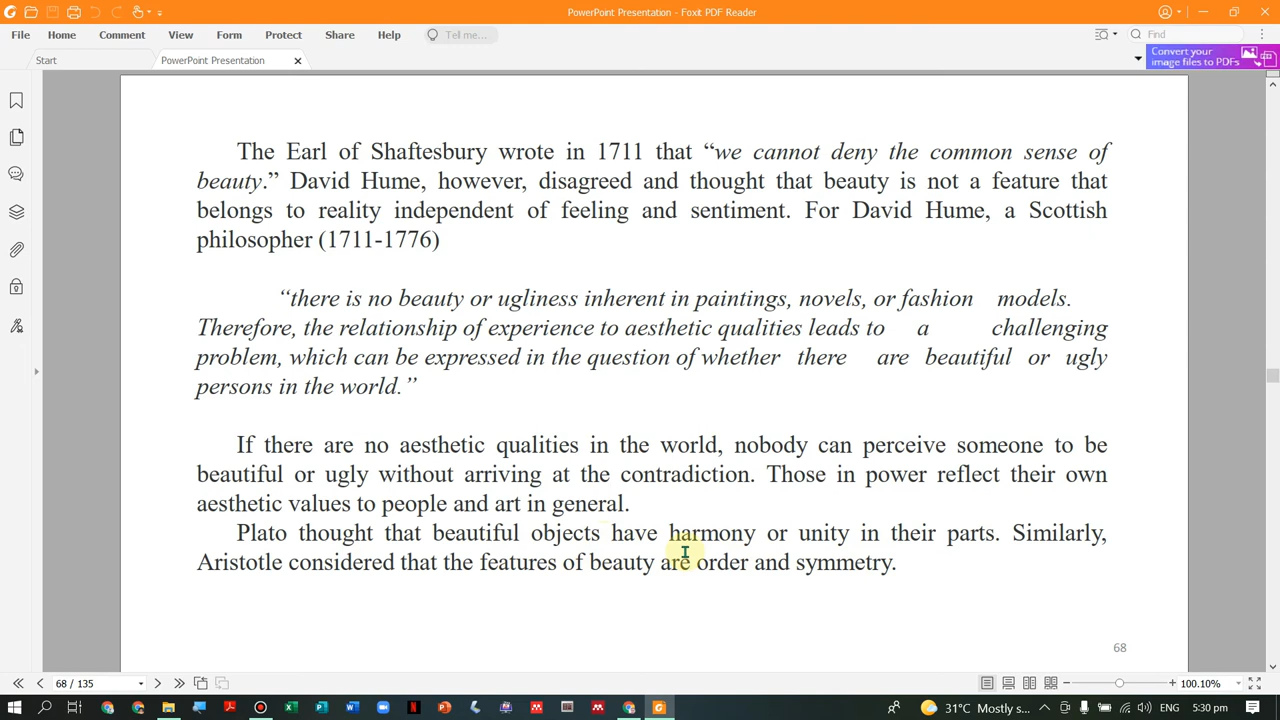 PowerPoint Presentation - Foxit PDF Reader
File Home Comment View Form Protect Share Help Tell me... Find
Start PowerPoint Presentation
Convert your
image files to PDFs
The Earl of Shaftesbury wrote in 1711 that “we cannot deny the common sense of
beauty.” David Hume, however, disagreed and thought that beauty is not a feature that
belongs to reality independent of feeling and sentiment. For David Hume, a Scottish
philosopher (1711-1776)
“there is no beauty or ugliness inherent in paintings, novels, or fashion models.
Therefore, the relationship of experience to aesthetic qualities leads to a challenging
problem, which can be expressed in the question of whether there are beautiful or ugly
persons in the world.”
If there are no aesthetic qualities in the world, nobody can perceive someone to be
beautiful or ugly without arriving at the contradiction. Those in power reflect their own
aesthetic values to people and art in general.
Plato thought that beautiful objects have harmony or unity in their parts. Similarly,
Aristotle considered that the features of beauty are order and symmetry.
68
68 / 135 100.10%
31°C Mostly s... ENG 5:30 pm